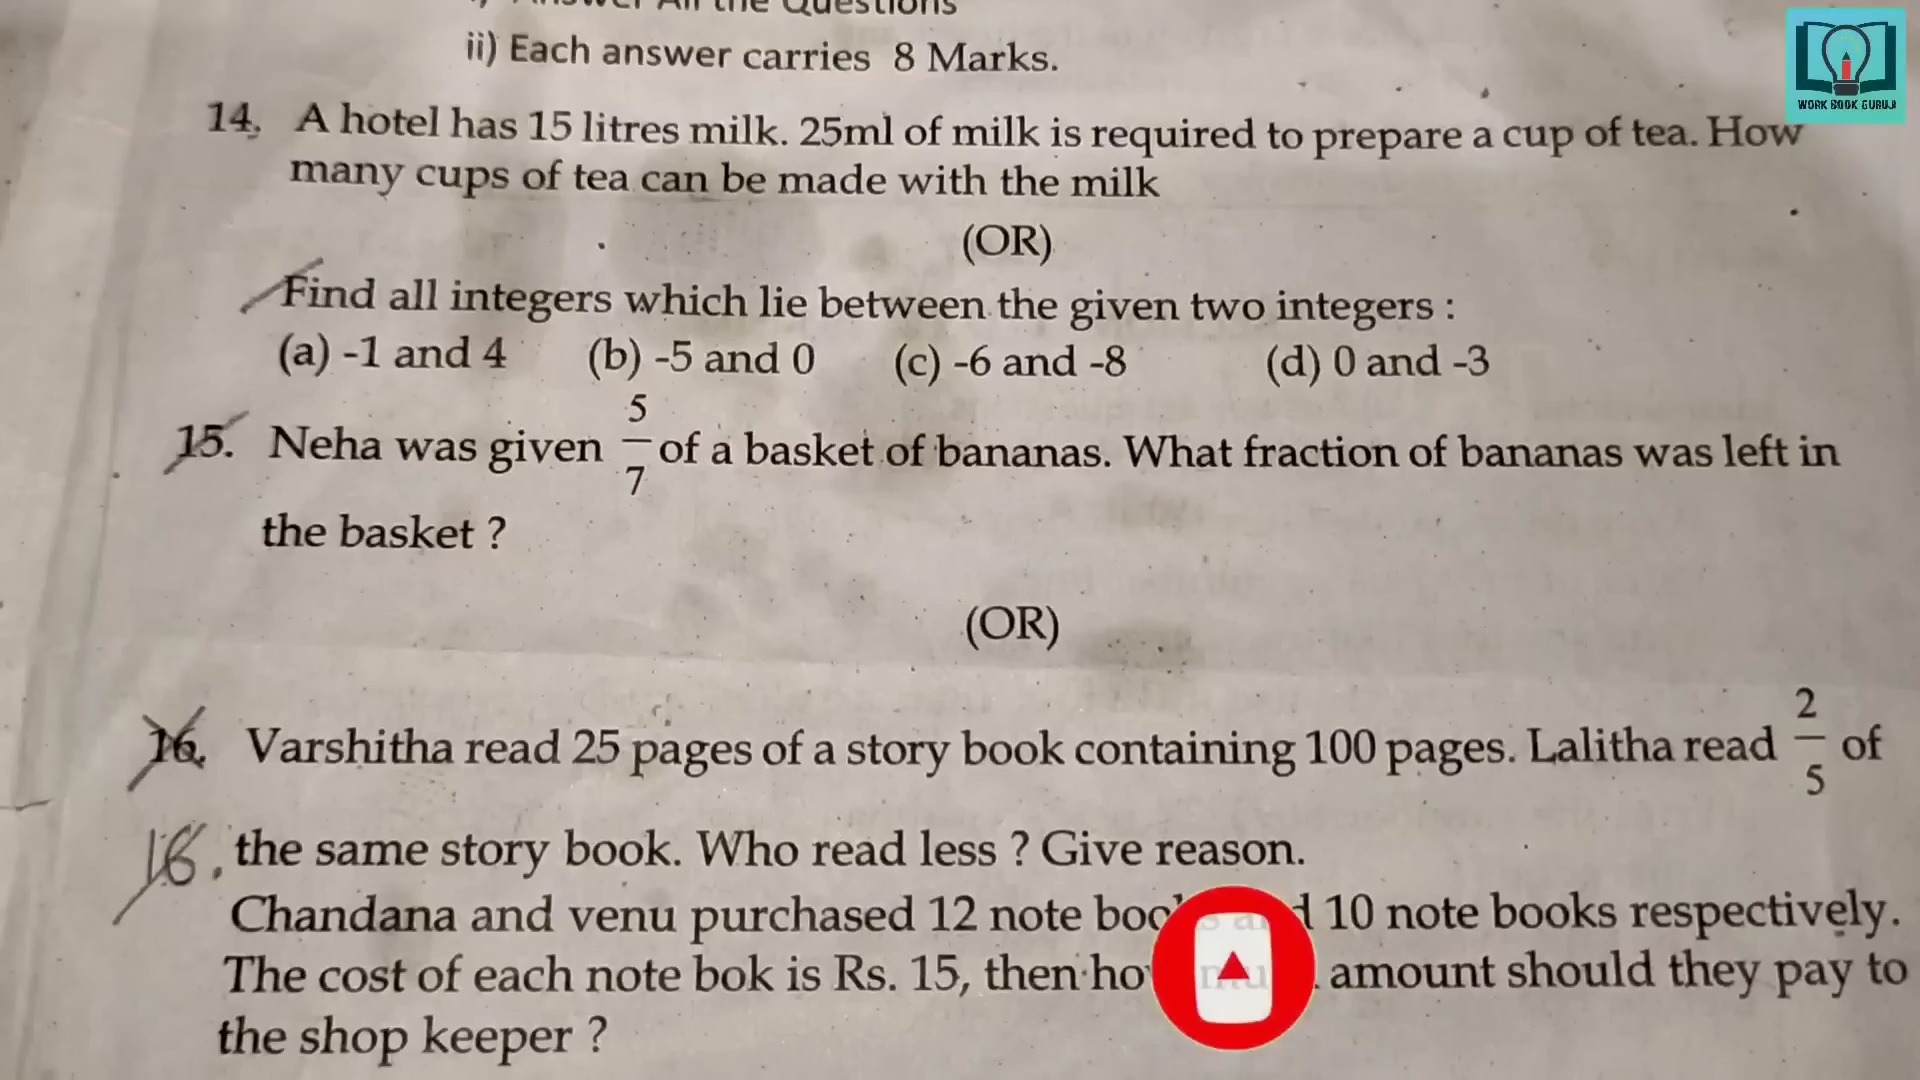 i) Answer All the Questions
ii) Each answer carries 8 Marks.
WORK BOOK GURUJI
14. A hotel has 15 litres milk. 25ml of milk is required to prepare a cup of tea. How
many cups of tea can be made with the milk
(OR)
Find all integers which lie between the given two integers :
(a) -1 and 4 (b) -5 and 0 (c) -6 and -8 (d) 0 and -3
15. Neha was given 5/7 of a basket of bananas. What fraction of bananas was left in
the basket ?
(OR)
16. Varshitha read 25 pages of a story book containing 100 pages. Lalitha read 2/5 of
the same story book. Who read less ? Give reason.
16.
Chandana and venu purchased 12 note 10 note books respectively.
The cost of each note bok is Rs. 15, then amount should they pay to
the shop keeper ?